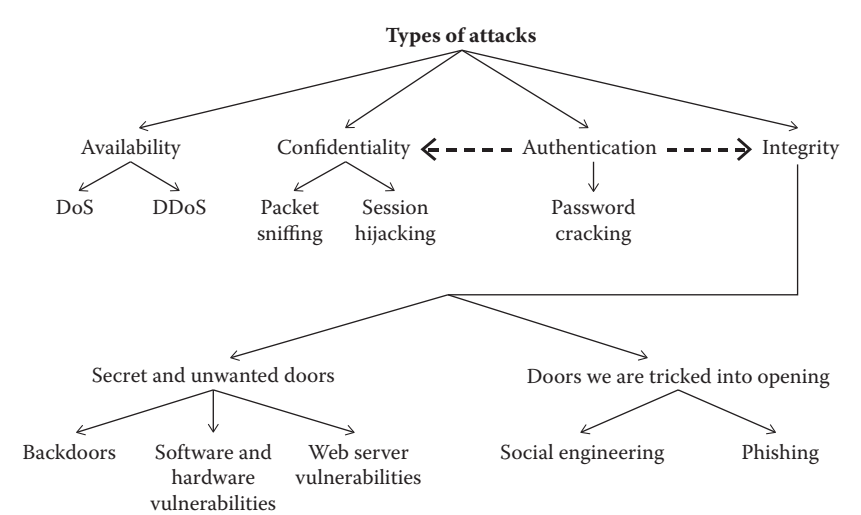 Types of attacks
Availability
Confidentiality
Authentication
Integrity
DoS
DDoS
Packet
sniffing
Session
hijacking
Password
cracking
Secret and unwanted doors
Doors we are tricked into opening
Backdoors
Software and
hardware
vulnerabilities
Web server
vulnerabilities
Social engineering
Phishing